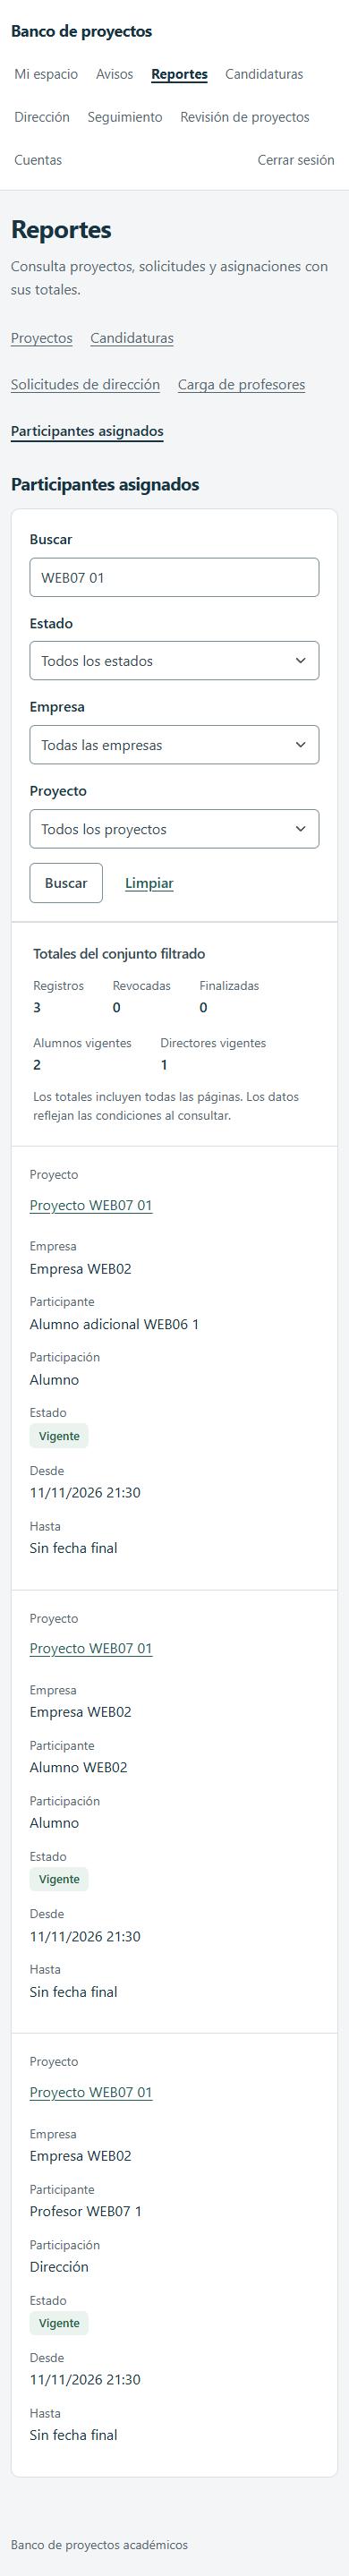 Banco de proyectos
Mi espacio Avisos Reportes Candidaturas
Dirección Seguimiento Revisión de proyectos
Cuentas Cerrar sesión
Reportes
Consulta proyectos, solicitudes y asignaciones con
sus totales.
Proyectos Candidaturas
Solicitudes de dirección Carga de profesores
Participantes asignados
Participantes asignados
Buscar
WEB07 01
Estado
Todos los estados
Empresa
Todas las empresas
Proyecto
Todos los proyectos
Buscar Limpiar
Totales del conjunto filtrado
Registros Revocadas Finalizadas
3 0 0
Alumnos vigentes Directores vigentes
2 1
Los totales incluyen todas las páginas. Los datos
reflejan las condiciones al consultar.
Proyecto
Proyecto WEB07 01
Empresa
Empresa WEB02
Participante
Alumno adicional WEB06 1
Participación
Alumno
Estado
Vigente
Desde
11/11/2026 21:30
Hasta
Sin fecha final
Proyecto
Proyecto WEB07 01
Empresa
Empresa WEB02
Participante
Alumno WEB02
Participación
Alumno
Estado
Vigente
Desde
11/11/2026 21:30
Hasta
Sin fecha final
Proyecto
Proyecto WEB07 01
Empresa
Empresa WEB02
Participante
Profesor WEB07 1
Participación
Dirección
Estado
Vigente
Desde
11/11/2026 21:30
Hasta
Sin fecha final
Banco de proyectos académicos